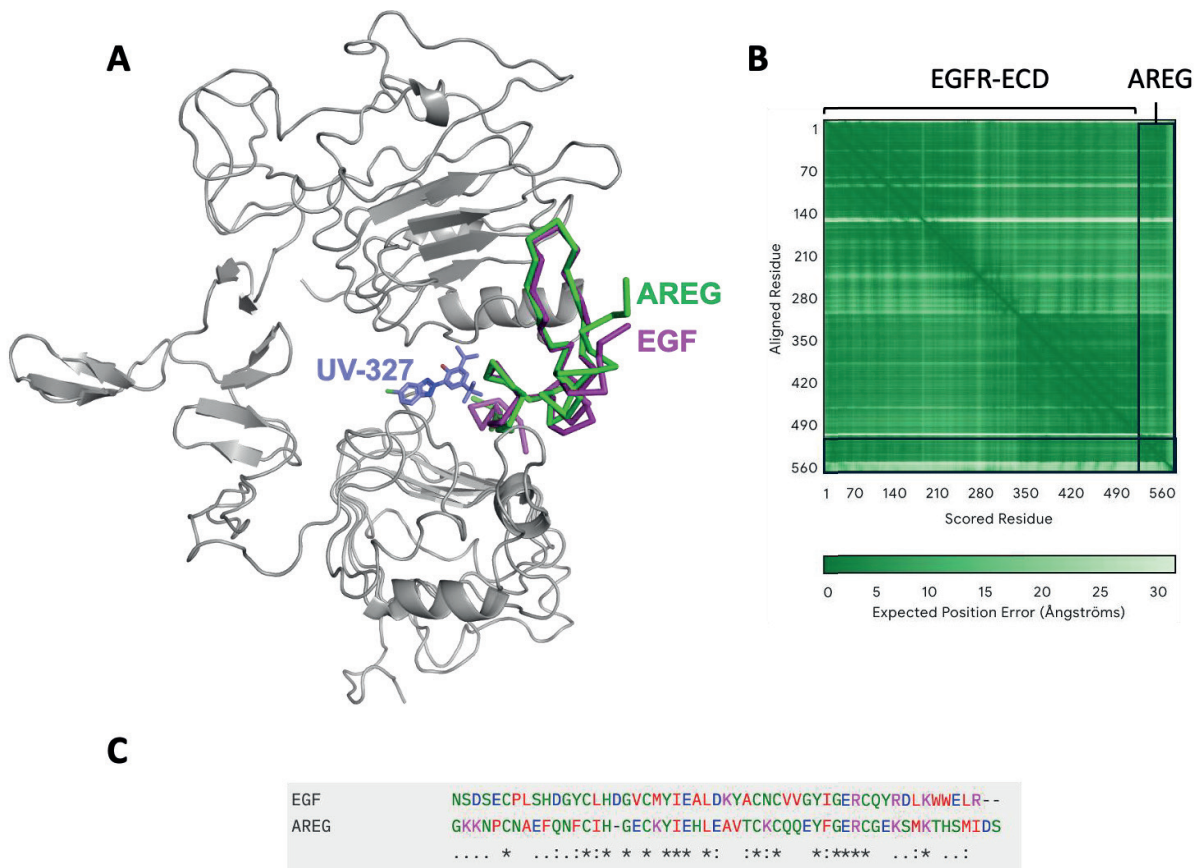 A
B
EGFR-ECD
AREG
AREG
EGF
UV-327
Aligned Residue
1
70
140
210
280
350
420
490
560
1 70 140 210 280 350 420 490 560
Scored Residue
0 5 10 15 20 25 30
Expected Position Error (Ångströms)
C
EGF NSDSECPLSHDGYCLHDGVCMYIEALDKYACNCVVGYIGERCQYRDLKWWELR--
AREG GKKNPCNAEFQNFCIH-GECKYIEHLEAVTCKCQQEYFGERCGEKSMKTHSMIDS
.... * ..:.:*:* * * *** *: :*:* *:**** ..:* .: